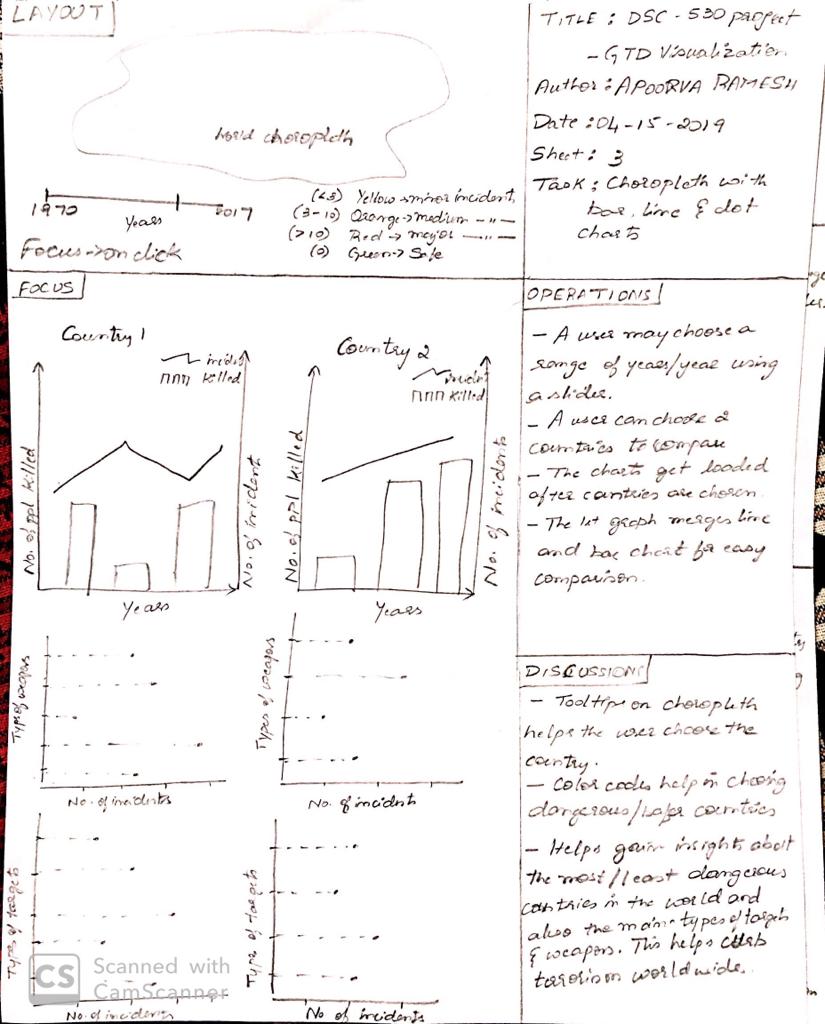 LAYOUT
World choropleth
1970
Years
2017
(<3) Yellow → minor incidents
(3-10) Orange → medium -- " --
(>10) Red → major -- " --
(0) Green → Safe
Focus → on click
TITLE : DSC - 530 project
- GTD Visualization
Author : APOORVA RAMESH
Date : 04-15-2019
Sheet : 3
Task : Choropleth with
bar, line & dot
charts
FOCUS
Country 1
incident
killed
No. of ppl killed
No. of incident
Years
Country 2
incident
killed
No. of ppl killed
No. of incidents
Years
Types of weapons
No. of incidents
Types of weapons
No. of incidents
Types of targets
No. of incidents
Types of targets
No of incidents
OPERATIONS
- A user may choose a
range of years/year using
a slider.
- A user can choose 2
countries to compare
- The charts get loaded
after countries are chosen.
- The 1st graph merges line
and bar chart for easy
comparison.
DISCUSSIONS
- Tooltips on choropleth
helps the user choose the
country.
- Color codes help in choosing
dangerous/safer countries
- Helps gain insights about
the most/least dangerous
countries in the world and
also the main types of targets
& weapons. This helps curb
terrorism worldwide.
CS Scanned with
CamScanner